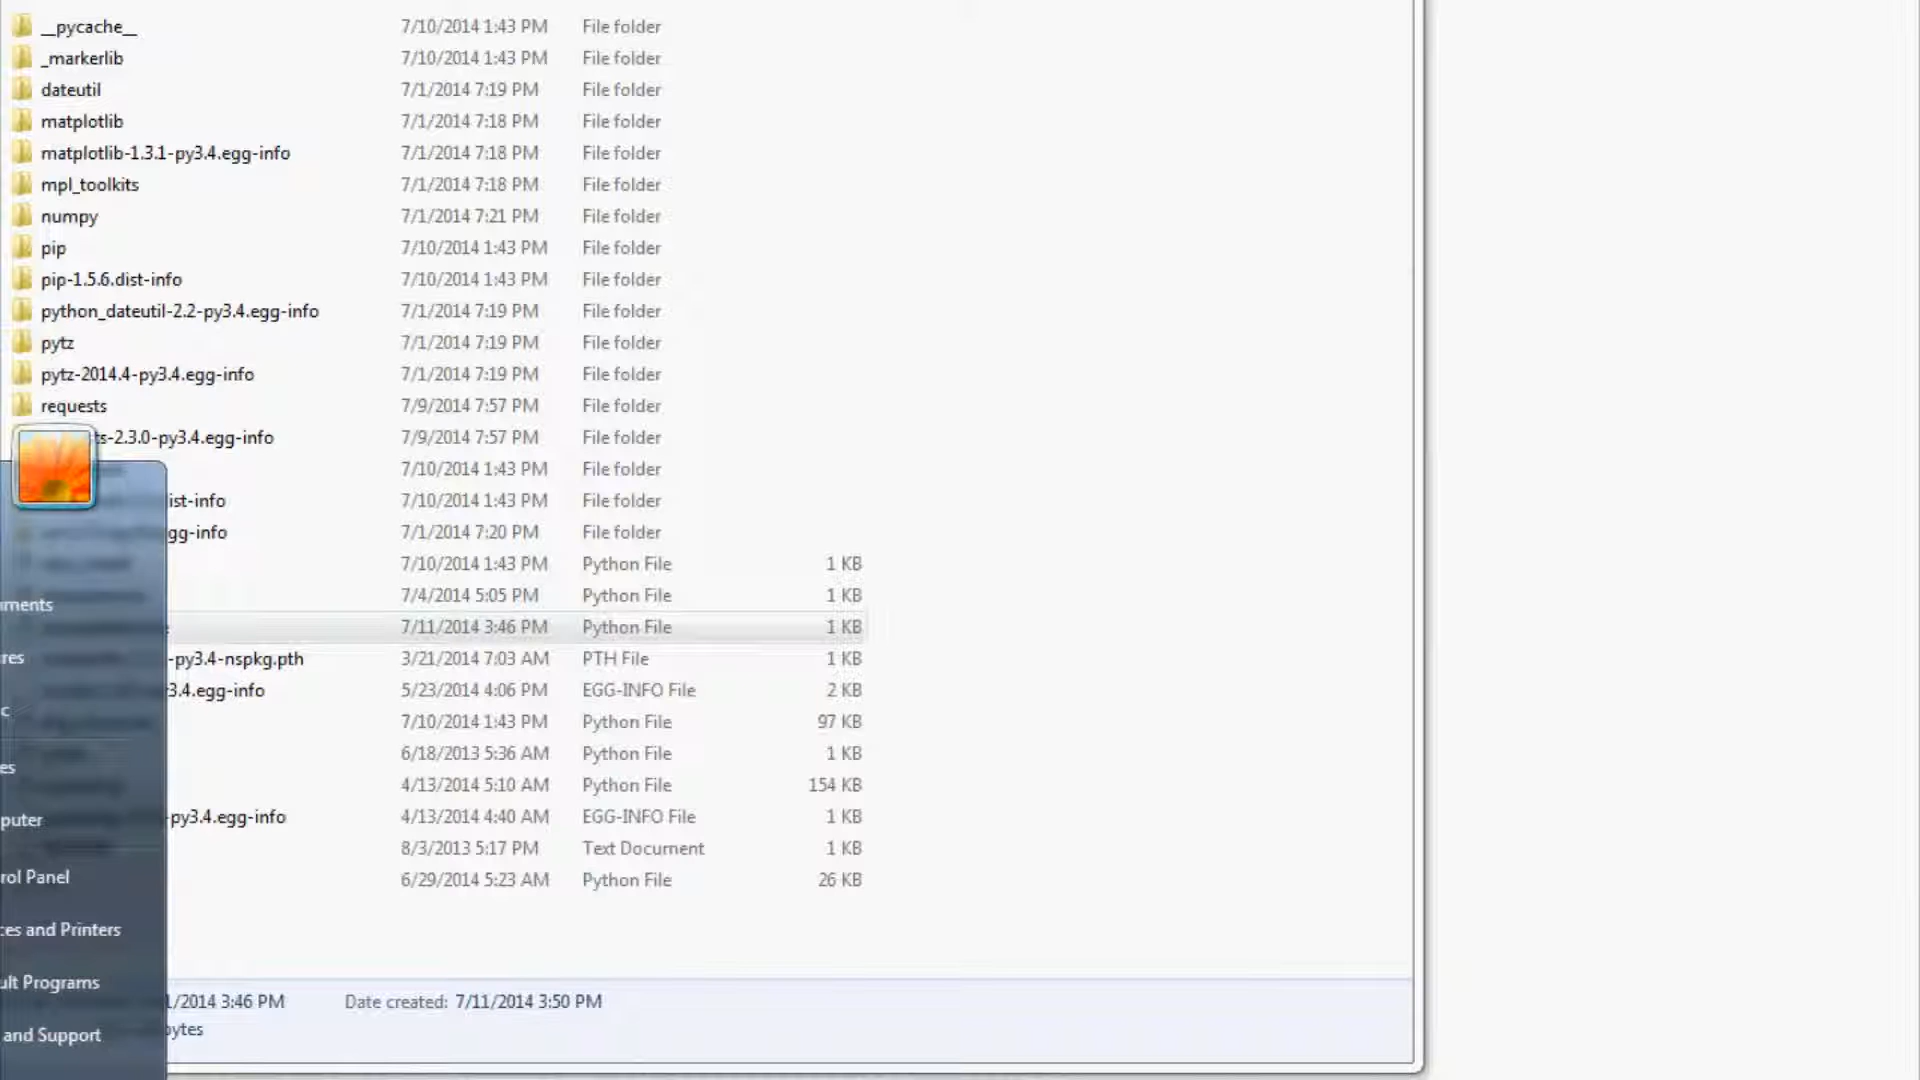 __pycache__ 7/10/2014 1:43 PM File folder
_markerlib 7/10/2014 1:43 PM File folder
dateutil 7/1/2014 7:19 PM File folder
matplotlib 7/1/2014 7:18 PM File folder
matplotlib-1.3.1-py3.4.egg-info 7/1/2014 7:18 PM File folder
mpl_toolkits 7/1/2014 7:18 PM File folder
numpy 7/1/2014 7:21 PM File folder
pip 7/10/2014 1:43 PM File folder
pip-1.5.6.dist-info 7/10/2014 1:43 PM File folder
python_dateutil-2.2-py3.4.egg-info 7/1/2014 7:19 PM File folder
pytz 7/1/2014 7:19 PM File folder
pytz-2014.4-py3.4.egg-info 7/1/2014 7:19 PM File folder
requests 7/9/2014 7:57 PM File folder
ts-2.3.0-py3.4.egg-info 7/9/2014 7:57 PM File folder
7/10/2014 1:43 PM File folder
ist-info 7/10/2014 1:43 PM File folder
gg-info 7/1/2014 7:20 PM File folder
7/10/2014 1:43 PM Python File 1 KB
7/4/2014 5:05 PM Python File 1 KB
uments
7/11/2014 3:46 PM Python File 1 KB
res -py3.4-nspkg.pth 3/21/2014 7:03 AM PTH File 1 KB
3.4.egg-info 5/23/2014 4:06 PM EGG-INFO File 2 KB
c
7/10/2014 1:43 PM Python File 97 KB
6/18/2013 5:36 AM Python File 1 KB
es
4/13/2014 5:10 AM Python File 154 KB
puter -py3.4.egg-info 4/13/2014 4:40 AM EGG-INFO File 1 KB
8/3/2013 5:17 PM Text Document 1 KB
rol Panel 6/29/2014 5:23 AM Python File 26 KB
ces and Printers
ult Programs
1/2014 3:46 PM Date created: 7/11/2014 3:50 PM
and Support bytes